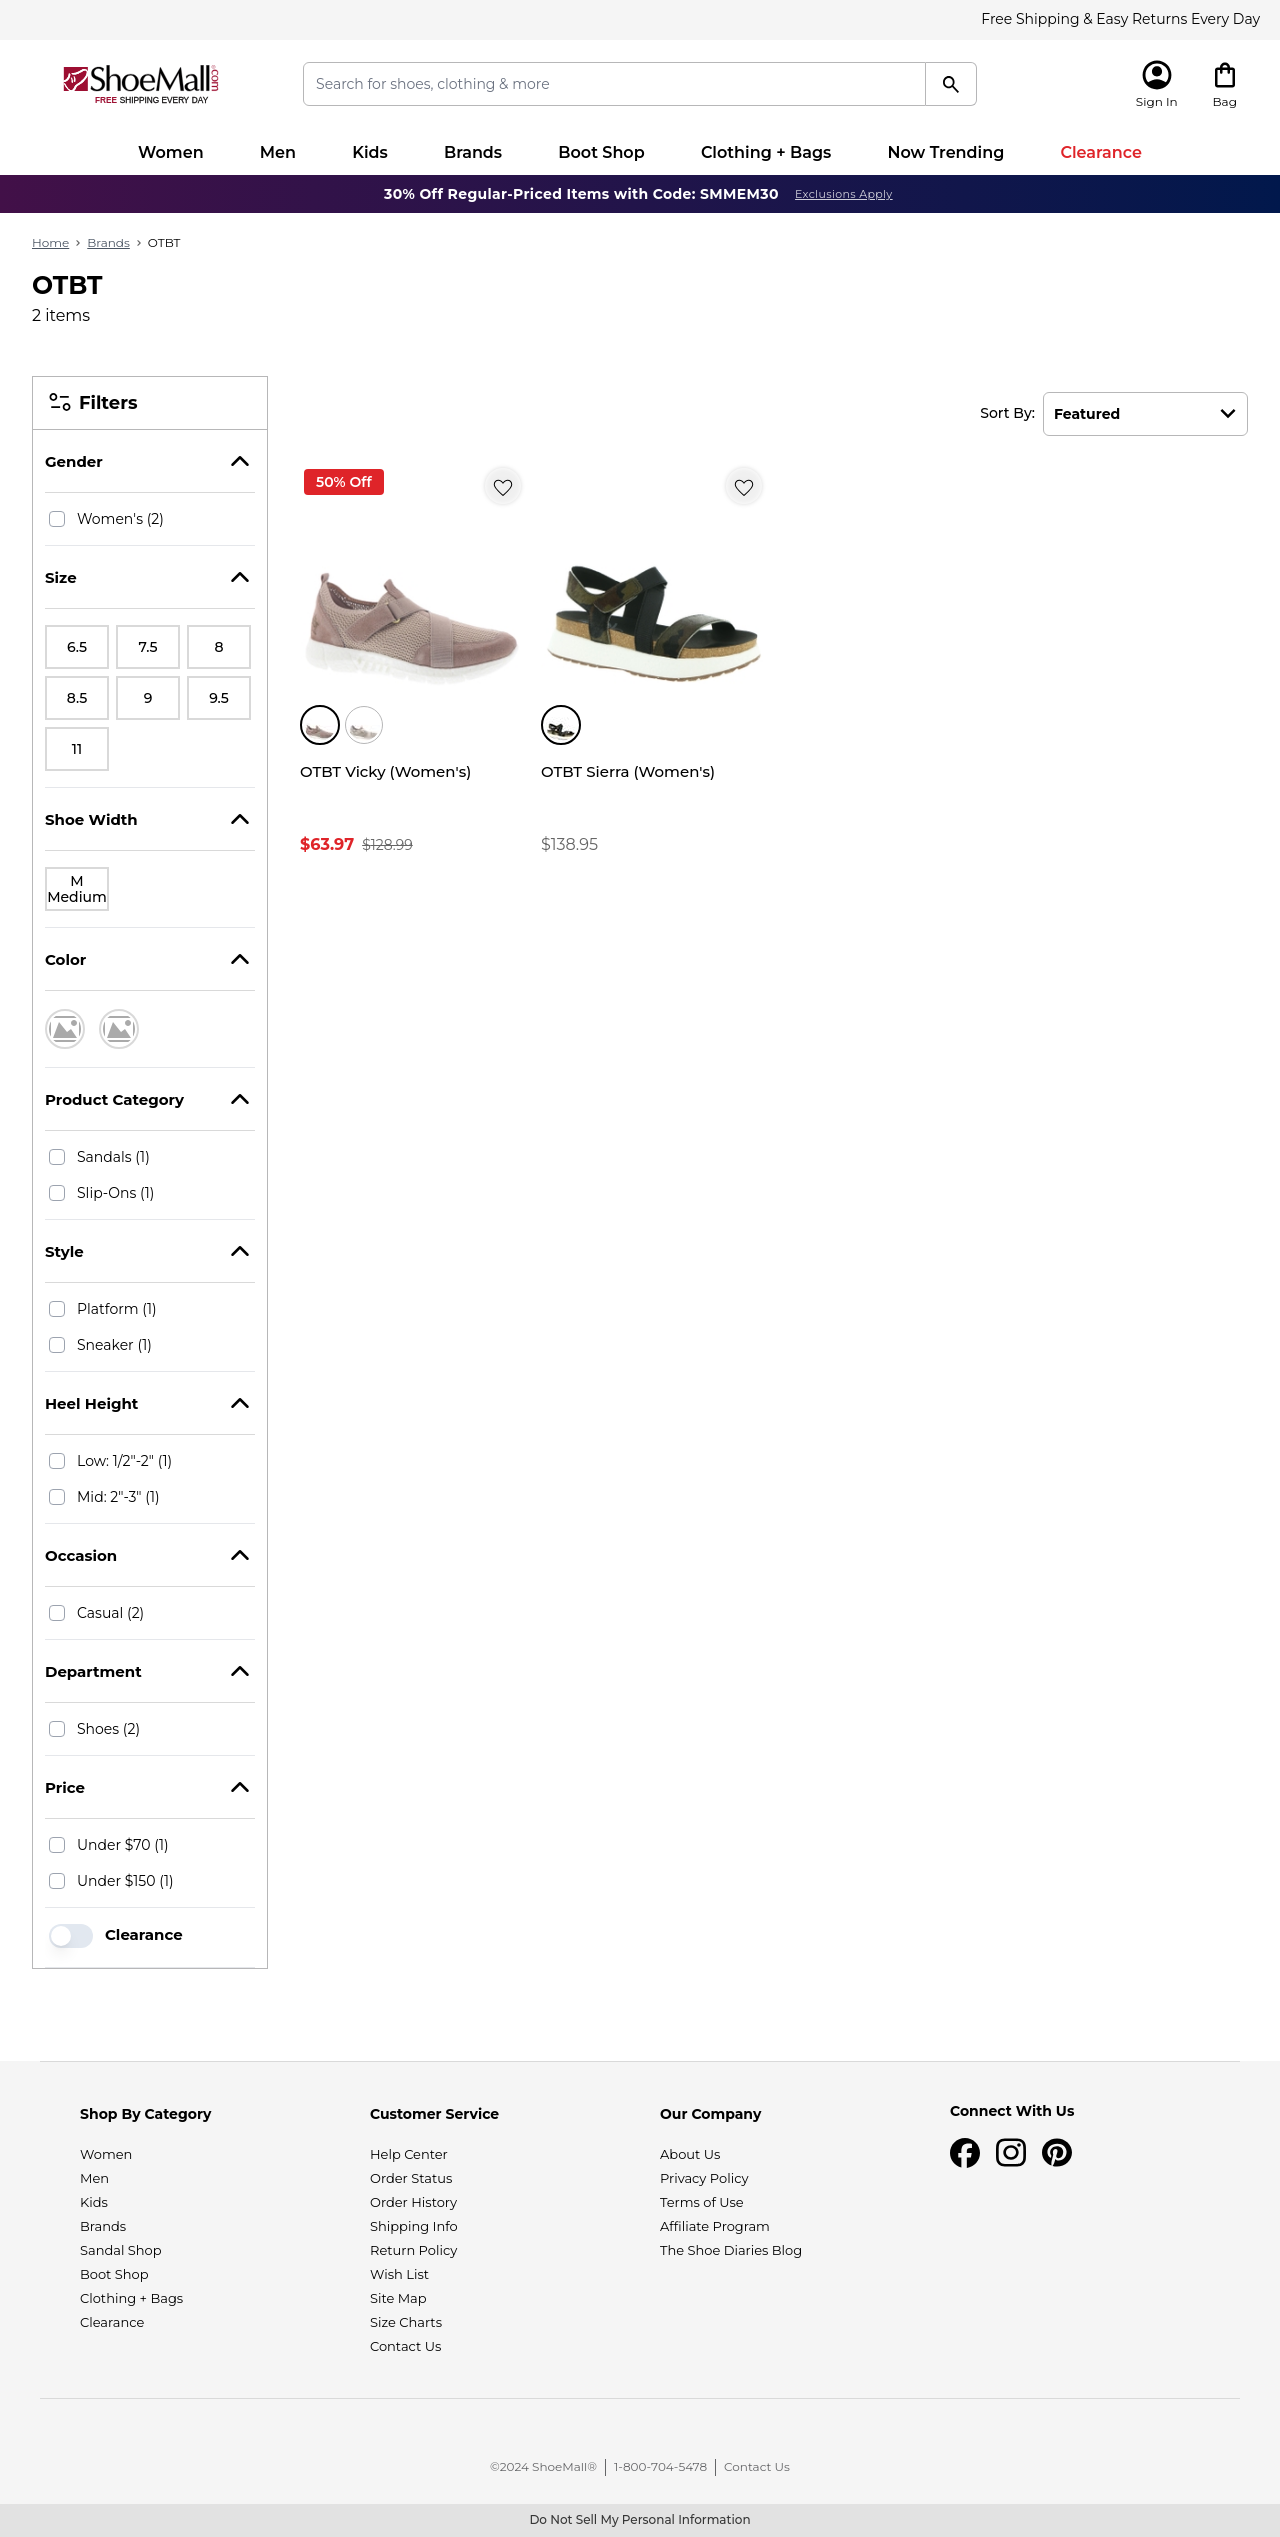 Free Shipping & Easy Returns Every Day
ShoeMall.com
FREE SHIPPING EVERY DAY
Search for shoes, clothing & more
Sign In
Bag
Women
Men
Kids
Brands
Boot Shop
Clothing + Bags
Now Trending
Clearance
30% Off Regular-Priced Items with Code: SMMEM30 Exclusions Apply
Home › Brands › OTBT
OTBT
2 items
Filters
Gender
Women's (2)
Size
6.5
7.5
8
8.5
9
9.5
11
Shoe Width
M
Medium
Color
Product Category
Sandals (1)
Slip-Ons (1)
Style
Platform (1)
Sneaker (1)
Heel Height
Low: 1/2"-2" (1)
Mid: 2"-3" (1)
Occasion
Casual (2)
Department
Shoes (2)
Price
Under $70 (1)
Under $150 (1)
Clearance
Sort By:
Featured
50% Off
OTBT Vicky (Women's)
$63.97 $128.99
OTBT Sierra (Women's)
$138.95
Shop By Category
Women
Men
Kids
Brands
Sandal Shop
Boot Shop
Clothing + Bags
Clearance
Customer Service
Help Center
Order Status
Order History
Shipping Info
Return Policy
Wish List
Site Map
Size Charts
Contact Us
Our Company
About Us
Privacy Policy
Terms of Use
Affiliate Program
The Shoe Diaries Blog
Connect With Us
©2024 ShoeMall® | 1-800-704-5478 | Contact Us
Do Not Sell My Personal Information